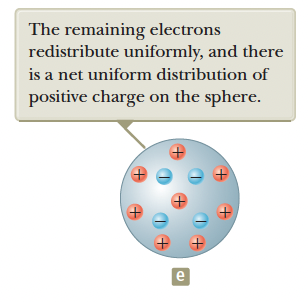 The remaining electrons
redistribute uniformly, and there
is a net uniform distribution of
positive charge on the sphere.
+
+ − − +
+
+ − − +
+ +
e